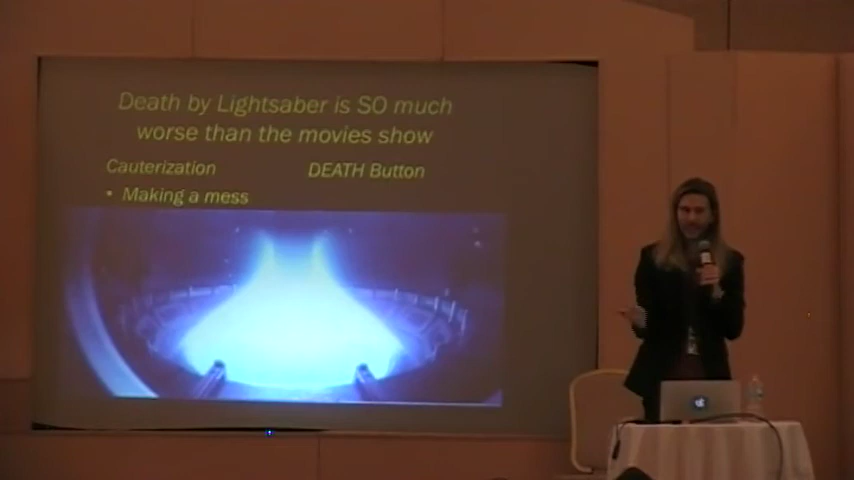 Death by Lightsaber is SO much
worse than the movies show
Cauterization
DEATH Button
• Making a mess